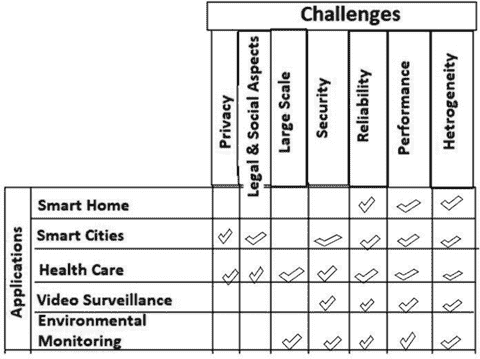 Challenges
Privacy
Legal & Social Aspects
Large Scale
Security
Reliability
Performance
Hetrogeneity
Applications
Smart Home
Smart Cities
Health Care
Video Surveillance
Environmental
Monitoring